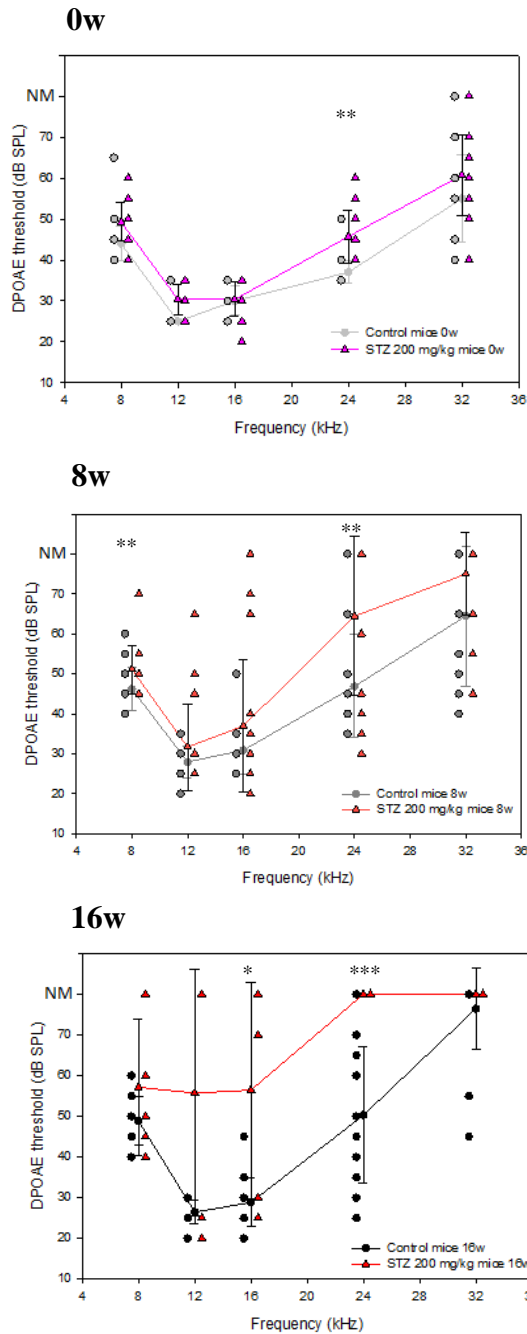 0w
NM
70
60
50
40
30
20
10
DPOAE threshold (dB SPL)
**
Control mice 0w
STZ 200 mg/kg mice 0w
4 8 12 16 20 24 28 32 36
Frequency (kHz)
8w
NM
70
60
50
40
30
20
10
DPOAE threshold (dB SPL)
** **
Control mice 8w
STZ 200 mg/kg mice 8w
4 8 12 16 20 24 28 32 36
Frequency (kHz)
16w
NM
70
60
50
40
30
20
10
DPOAE threshold (dB SPL)
* ***
Control mice 16w
STZ 200 mg/kg mice 16w
4 8 12 16 20 24 28 32
Frequency (kHz)